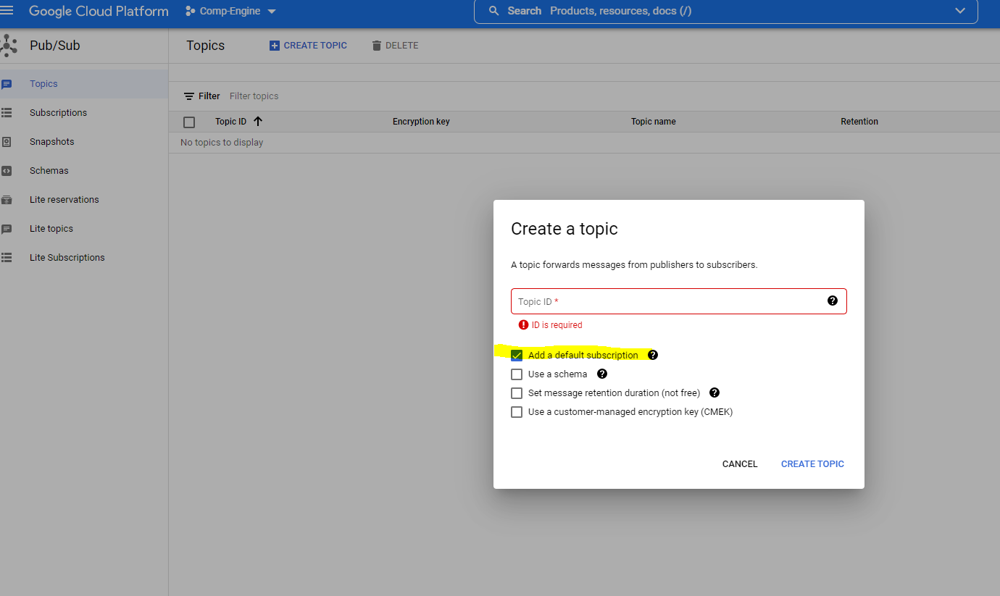 Google Cloud Platform Comp-Engine Search Products, resources, docs (/)
Pub/Sub
Topics CREATE TOPIC DELETE
Topics
Subscriptions
Snapshots
Schemas
Lite reservations
Lite topics
Lite Subscriptions
Filter Filter topics
Topic ID Encryption key Topic name Retention
No topics to display
Create a topic
A topic forwards messages from publishers to subscribers.
Topic ID *
ID is required
Add a default subscription
Use a schema
Set message retention duration (not free)
Use a customer-managed encryption key (CMEK)
CANCEL CREATE TOPIC